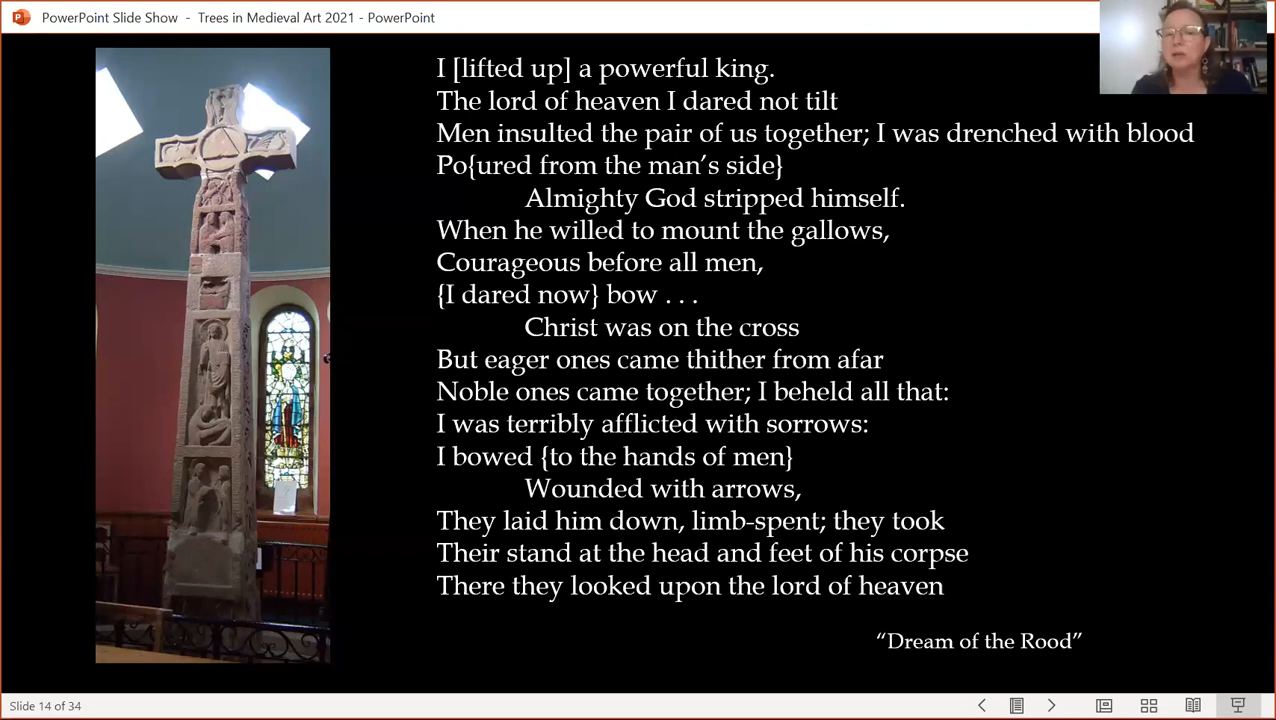 PowerPoint Slide Show - Trees in Medieval Art 2021 - PowerPoint
I [lifted up] a powerful king.
The lord of heaven I dared not tilt
Men insulted the pair of us together; I was drenched with blood
Po{ured from the man’s side}
Almighty God stripped himself.
When he willed to mount the gallows,
Courageous before all men,
{I dared now} bow . . .
Christ was on the cross
But eager ones came thither from afar
Noble ones came together; I beheld all that:
I was terribly afflicted with sorrows:
I bowed {to the hands of men}
Wounded with arrows,
They laid him down, limb-spent; they took
Their stand at the head and feet of his corpse
There they looked upon the lord of heaven
“Dream of the Rood”
Slide 14 of 34